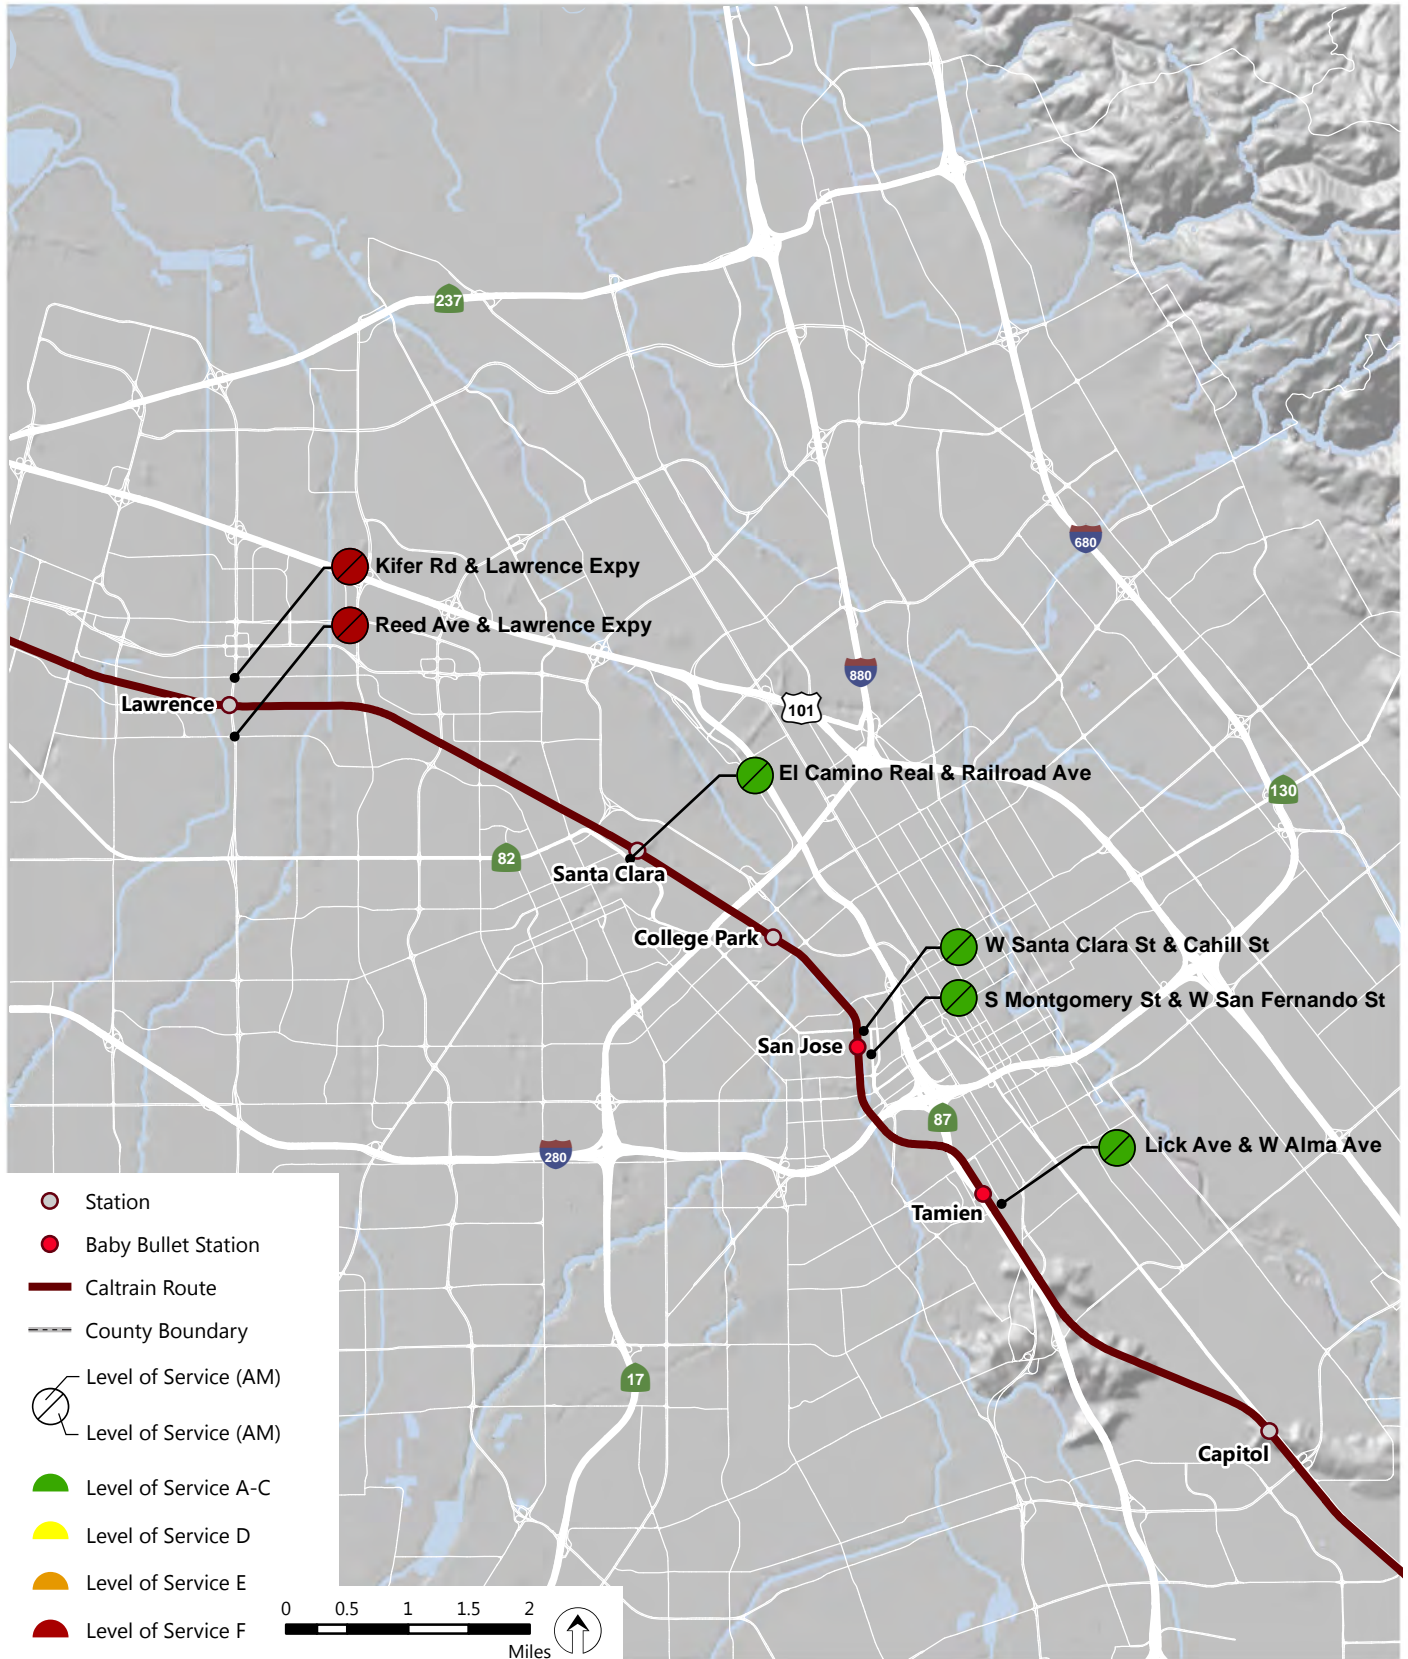 237
680
Kifer Rd & Lawrence Expy
Reed Ave & Lawrence Expy
880
101
Lawrence
El Camino Real & Railroad Ave
130
82
Santa Clara
College Park
W Santa Clara St & Cahill St
S Montgomery St & W San Fernando St
San Jose
87
280
Lick Ave & W Alma Ave
Tamien
17
Capitol
Station
Baby Bullet Station
Caltrain Route
County Boundary
Level of Service (AM)
Level of Service (AM)
Level of Service A-C
Level of Service D
Level of Service E
Level of Service F
0 0.5 1 1.5 2
Miles